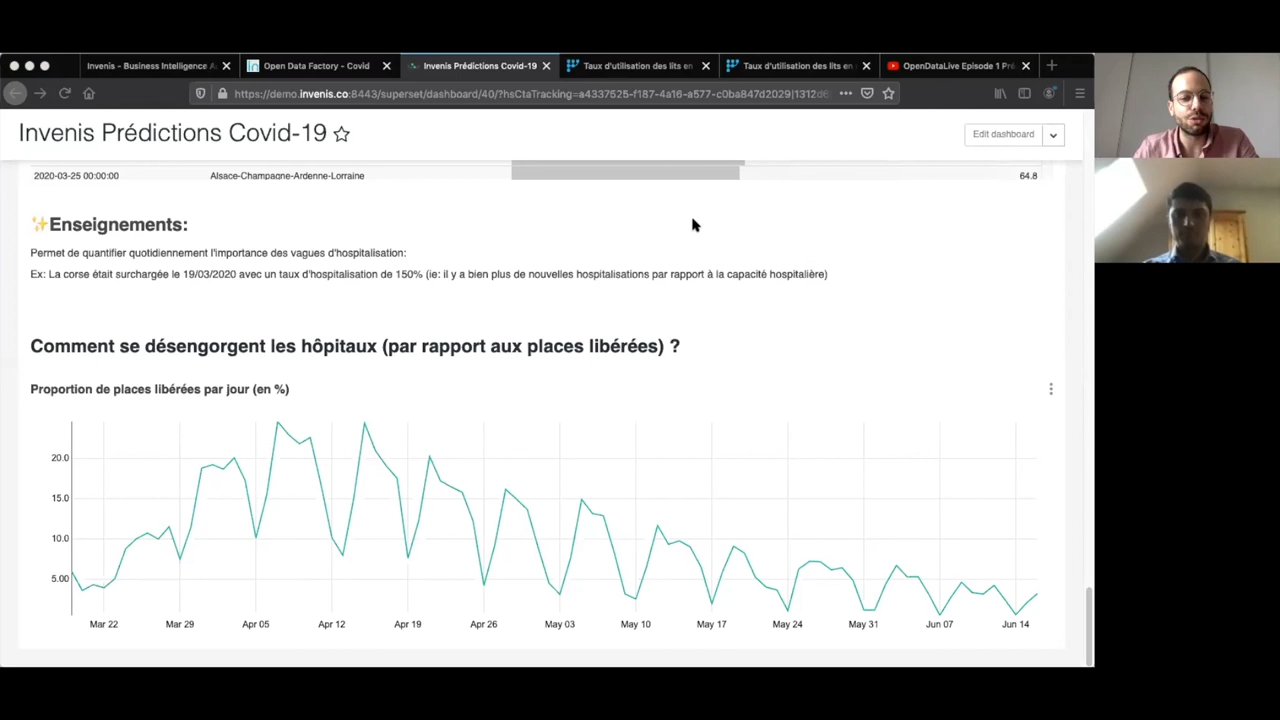 Invenis – Business Intelligence A
Open Data Factory - Covid
Invenis Prédictions Covid-19
Taux d'utilisation des lits en
Taux d'utilisation des lits en
OpenDataLive Episode 1 Pré
https://demo.invenis.co:8443/superset/dashboard/40/?hsCtaTracking=a4337525-f187-4a16-a577-c0ba847d2029|1312d6
Invenis Prédictions Covid-19
Edit dashboard
2020-03-25 00:00:00 Alsace-Champagne-Ardenne-Lorraine 64.8
✨Enseignements:
Permet de quantifier quotidiennement l'importance des vagues d'hospitalisation:
Ex: La corse était surchargée le 19/03/2020 avec un taux d'hospitalisation de 150% (ie: il y a bien plus de nouvelles hospitalisations par rapport à la capacité hospitalière)
Comment se désengorgent les hôpitaux (par rapport aux places libérées) ?
Proportion de places libérées par jour (en %)
20.0
15.0
10.0
5.00
Mar 22 Mar 29 Apr 05 Apr 12 Apr 19 Apr 26 May 03 May 10 May 17 May 24 May 31 Jun 07 Jun 14